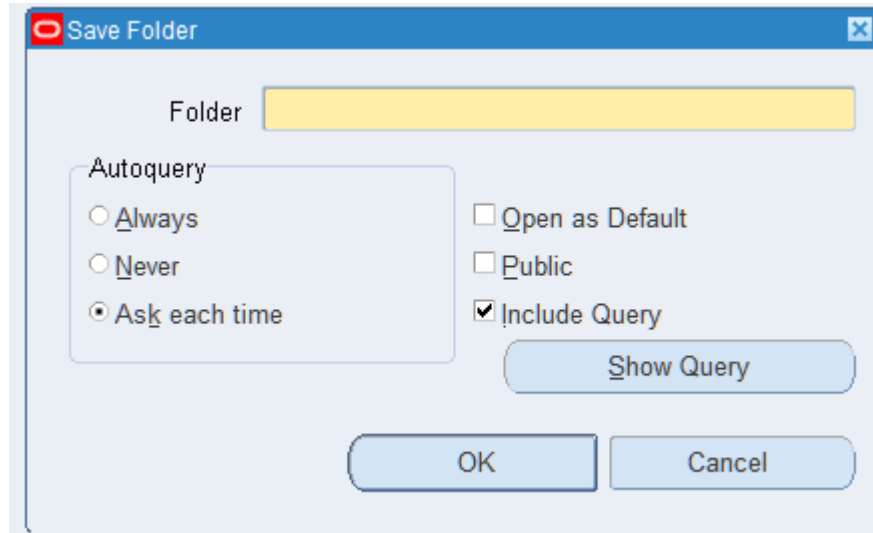 Save Folder
Folder
Autoquery
Always
Never
Ask each time
Open as Default
Public
Include Query
Show Query
OK
Cancel